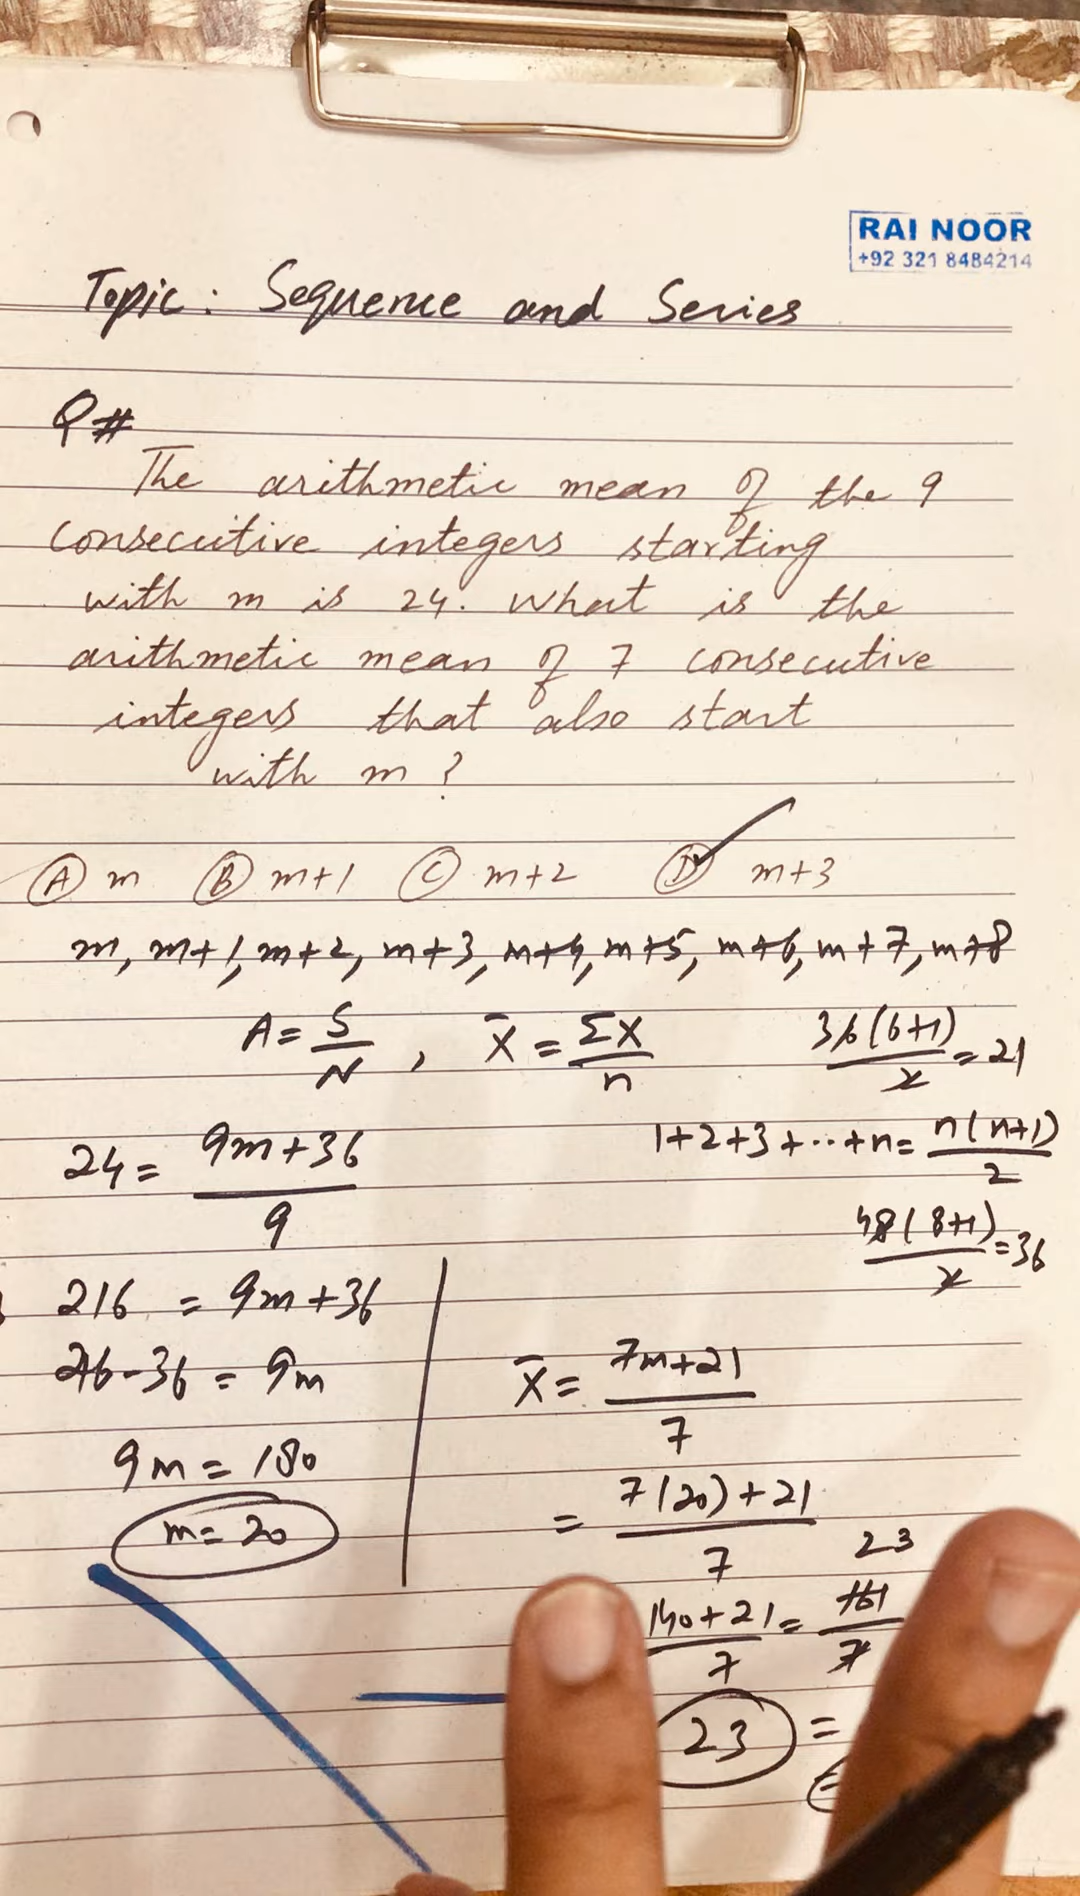 RAI NOOR
+92 321 8484214
Topic: Sequence and Series
Q#
The arithmetic mean of the 9
consecutive integers starting
with m is 24. What is the
arithmetic mean of 7 consecutive
integers that also start
with m?
(A) m (B) m+1 (C) m+2 (D) m+3
m, m+1, m+2, m+3, m+4, m+5, m+6, m+7, m+8
A = S/N , x̄ = Σx/n
36(6+1)/2 = 21
1+2+3+...+n = n(n+1)/2
24 = 9m+36/9
48(8+1)/2 = 36
216 = 9m+36
216-36 = 9m
9m = 180
m = 20
x̄ = 7m+21/7
= 7(20)+21/7
23
140+21/7 = 161/7
23 =